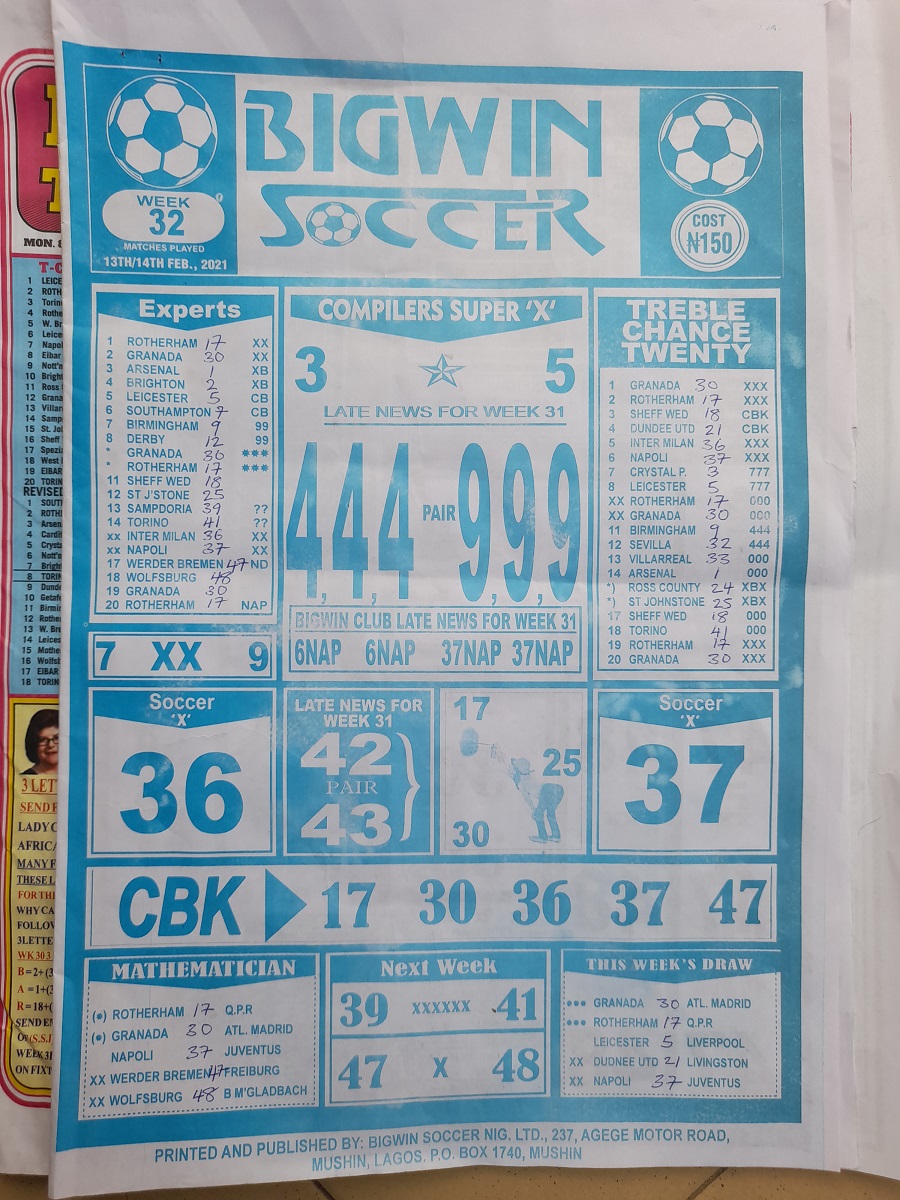 BIGWIN
SOCCER
WEEK
32
MATCHES PLAYED
13TH/14TH FEB., 2021
COST
₦150
Experts
1 ROTHERHAM 17 XX
2 GRANADA 30 XX
3 ARSENAL 1 XB
4 BRIGHTON 2 XB
5 LEICESTER 5 CB
6 SOUTHAMPTON 7 CB
7 BIRMINGHAM 9 99
8 DERBY 12 99
* GRANADA 30 ***
* ROTHERHAM 17 ***
11 SHEFF WED 18
12 ST J'STONE 25
13 SAMPDORIA 39 ??
14 TORINO 41 ??
xx INTER MILAN 36 XX
xx NAPOLI 37 XX
17 WERDER BREMEN 47 ND
18 WOLFSBURG 48
19 GRANADA 30
20 ROTHERHAM 17 NAP
7 XX 9
COMPILERS SUPER 'X'
3 5
LATE NEWS FOR WEEK 31
4,4,4 PAIR 9,9,9
BIGWIN CLUB LATE NEWS FOR WEEK 31
6NAP 6NAP 37NAP 37NAP
TREBLE
CHANCE
TWENTY
1 GRANADA 30 XXX
2 ROTHERHAM 17 XXX
3 SHEFF WED 18 CBK
4 DUNDEE UTD 21 CBK
5 INTER MILAN 36 XXX
6 NAPOLI 37 XXX
7 CRYSTAL P. 3 777
8 LEICESTER 5 777
XX ROTHERHAM 17 000
XX GRANADA 30 000
11 BIRMINGHAM 9 444
12 SEVILLA 32 444
13 VILLARREAL 33 000
14 ARSENAL 1 000
*) ROSS COUNTY 24 XBX
*) ST JOHNSTONE 25 XBX
17 SHEFF WED 18 000
18 TORINO 41 000
19 ROTHERHAM 17 XXX
20 GRANADA 30 XXX
Soccer
'X'
36
LATE NEWS FOR
WEEK 31
42
PAIR
43
17
25
30
Soccer
'X'
37
CBK 17 30 36 37 47
MATHEMATICIAN
(•) ROTHERHAM 17 Q.P.R
(•) GRANADA 30 ATL. MADRID
NAPOLI 37 JUVENTUS
XX WERDER BREMEN 47 FREIBURG
XX WOLFSBURG 48 B M'GLADBACH
Next Week
39 XXXXXX 41
47 X 48
THIS WEEK'S DRAW
••• GRANADA 30 ATL. MADRID
••• ROTHERHAM 17 Q.P.R
LEICESTER 5 LIVERPOOL
XX DUDNEE UTD 21 LIVINGSTON
XX NAPOLI 37 JUVENTUS
PRINTED AND PUBLISHED BY: BIGWIN SOCCER NIG. LTD., 237, AGEGE MOTOR ROAD,
MUSHIN, LAGOS. P.O. BOX 1740, MUSHIN